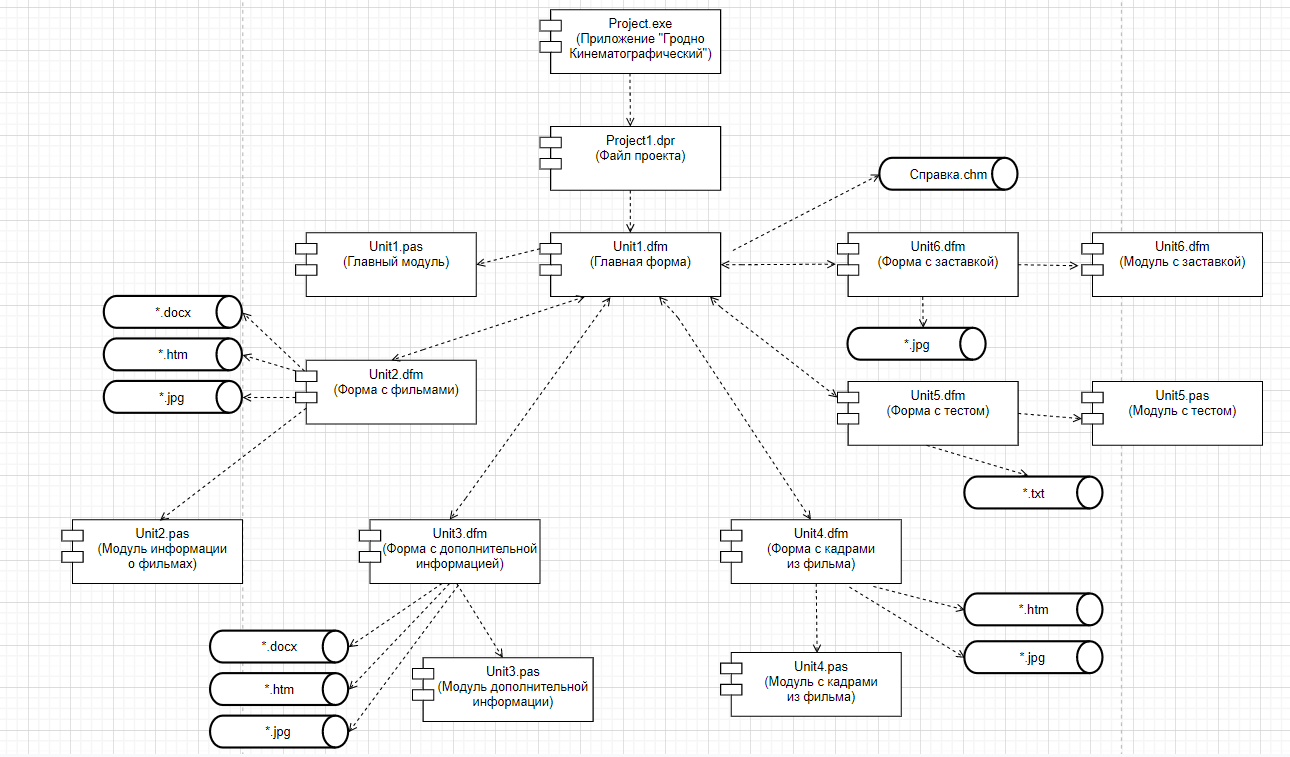 Project.exe
(Приложение "Гродно
Кинематографический")
Project1.dpr
(Файл проекта)
Справка.chm
Unit1.pas
(Главный модуль)
Unit1.dfm
(Главная форма)
Unit6.dfm
(Форма с заставкой)
Unit6.dfm
(Модуль с заставкой)
*.docx
*.htm
*.jpg
Unit2.dfm
(Форма с фильмами)
*.jpg
Unit5.dfm
(Форма с тестом)
Unit5.pas
(Модуль с тестом)
*.txt
Unit2.pas
(Модуль информации
о фильмах)
Unit3.dfm
(Форма с дополнительной
информацией)
Unit4.dfm
(Форма с кадрами
из фильма)
*.htm
*.jpg
*.docx
*.htm
*.jpg
Unit3.pas
(Модуль дополнительной
информации)
Unit4.pas
(Модуль с кадрами
из фильма)